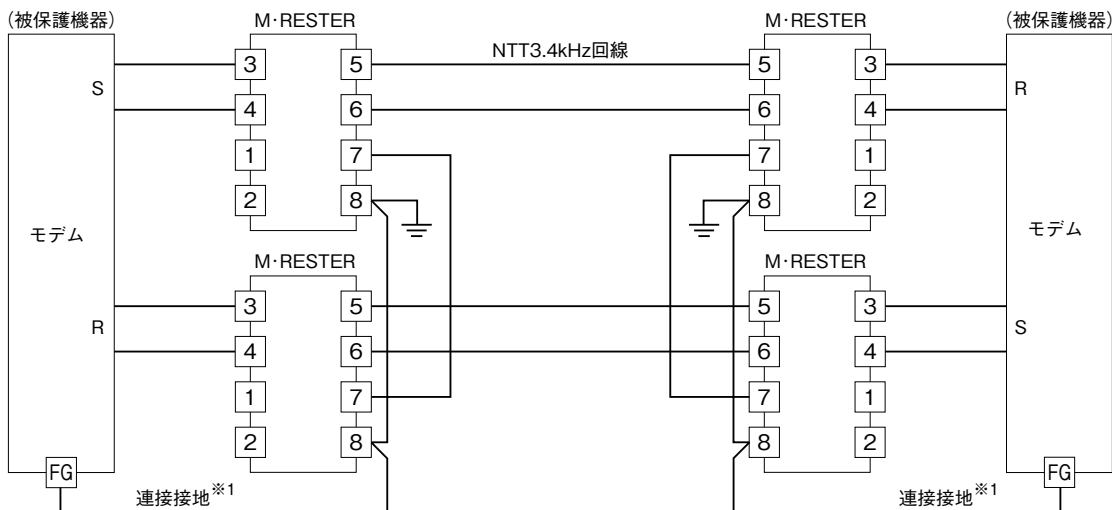 (被保護機器) M·RESTER M·RESTER (被保護機器)
NTT3.4kHz回線
3 5 5 3
S R
4 6 6 4
1 7 7 1
2 8 8 2
モデム モデム
M·RESTER M·RESTER
3 5 5 3
R S
4 6 6 4
1 7 7 1
2 8 8 2
FG FG
連接接地※1 連接接地※1